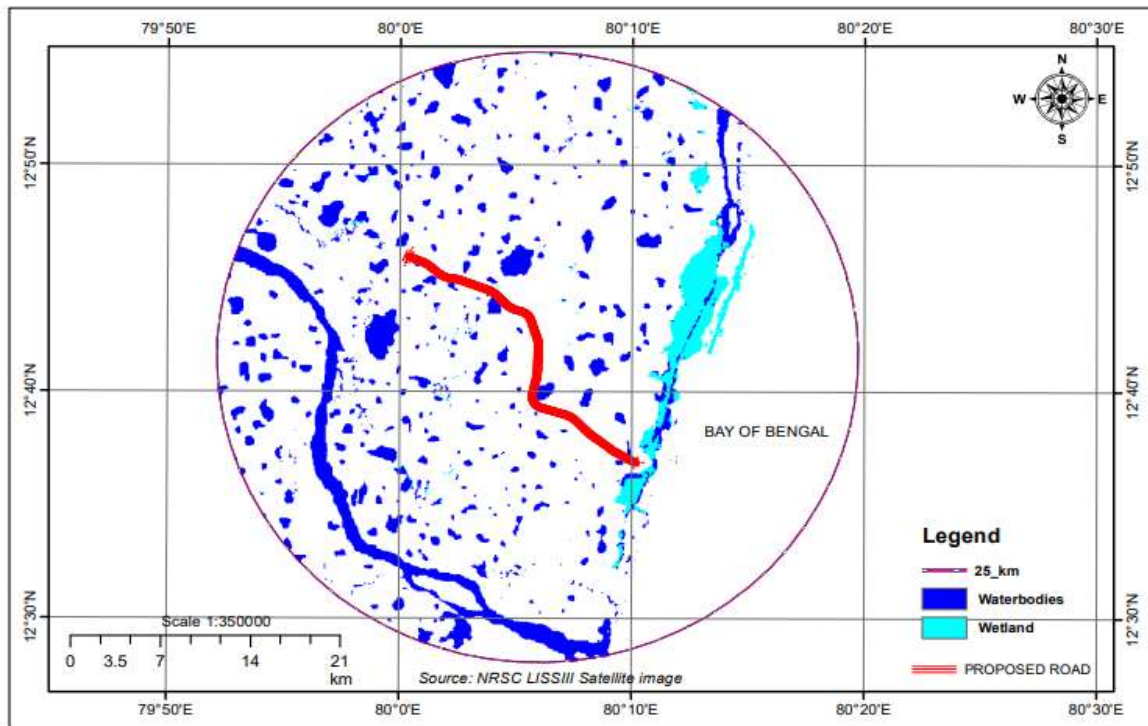 79°50'E 80°0'E 80°10'E 80°20'E 80°30'E
N
W E
S
12°50'N 12°50'N
12°40'N 12°40'N
BAY OF BENGAL
Legend
25_km
Waterbodies
Wetland
PROPOSED ROAD
12°30'N 12°30'N
Scale 1:350000
0 3.5 7 14 21
km
Source: NRSC LISSIII Satellite image
79°50'E 80°0'E 80°10'E 80°20'E 80°30'E